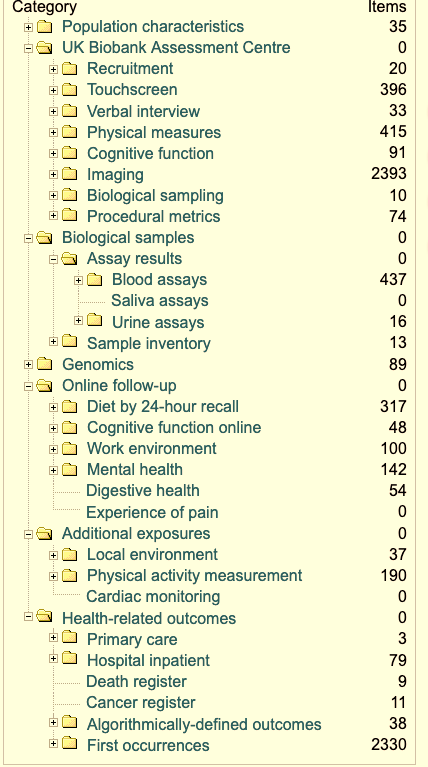 Category Items
Population characteristics 35
UK Biobank Assessment Centre 0
Recruitment 20
Touchscreen 396
Verbal interview 33
Physical measures 415
Cognitive function 91
Imaging 2393
Biological sampling 10
Procedural metrics 74
Biological samples 0
Assay results 0
Blood assays 437
Saliva assays 0
Urine assays 16
Sample inventory 13
Genomics 89
Online follow-up 0
Diet by 24-hour recall 317
Cognitive function online 48
Work environment 100
Mental health 142
Digestive health 54
Experience of pain 0
Additional exposures 0
Local environment 37
Physical activity measurement 190
Cardiac monitoring 0
Health-related outcomes 0
Primary care 3
Hospital inpatient 79
Death register 9
Cancer register 11
Algorithmically-defined outcomes 38
First occurrences 2330